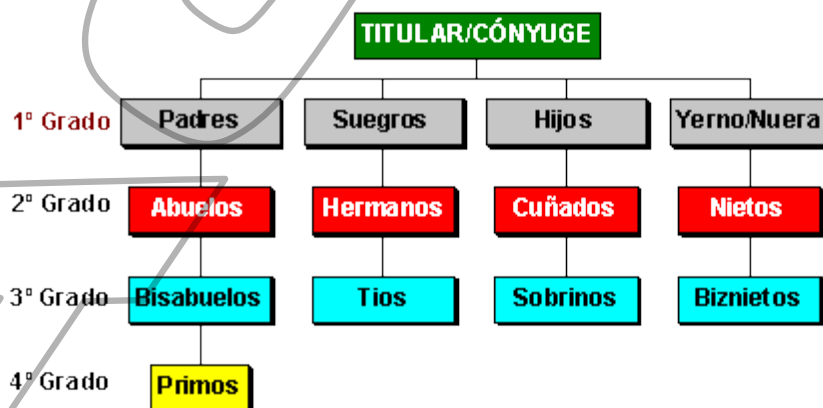 TITULAR/CÓNYUGE
1º Grado Padres Suegros Hijos Yerno/Nuera
2º Grado Abuelos Hermanos Cuñados Nietos
3º Grado Bisabuelos Tios Sobrinos Biznietos
4º Grado Primos